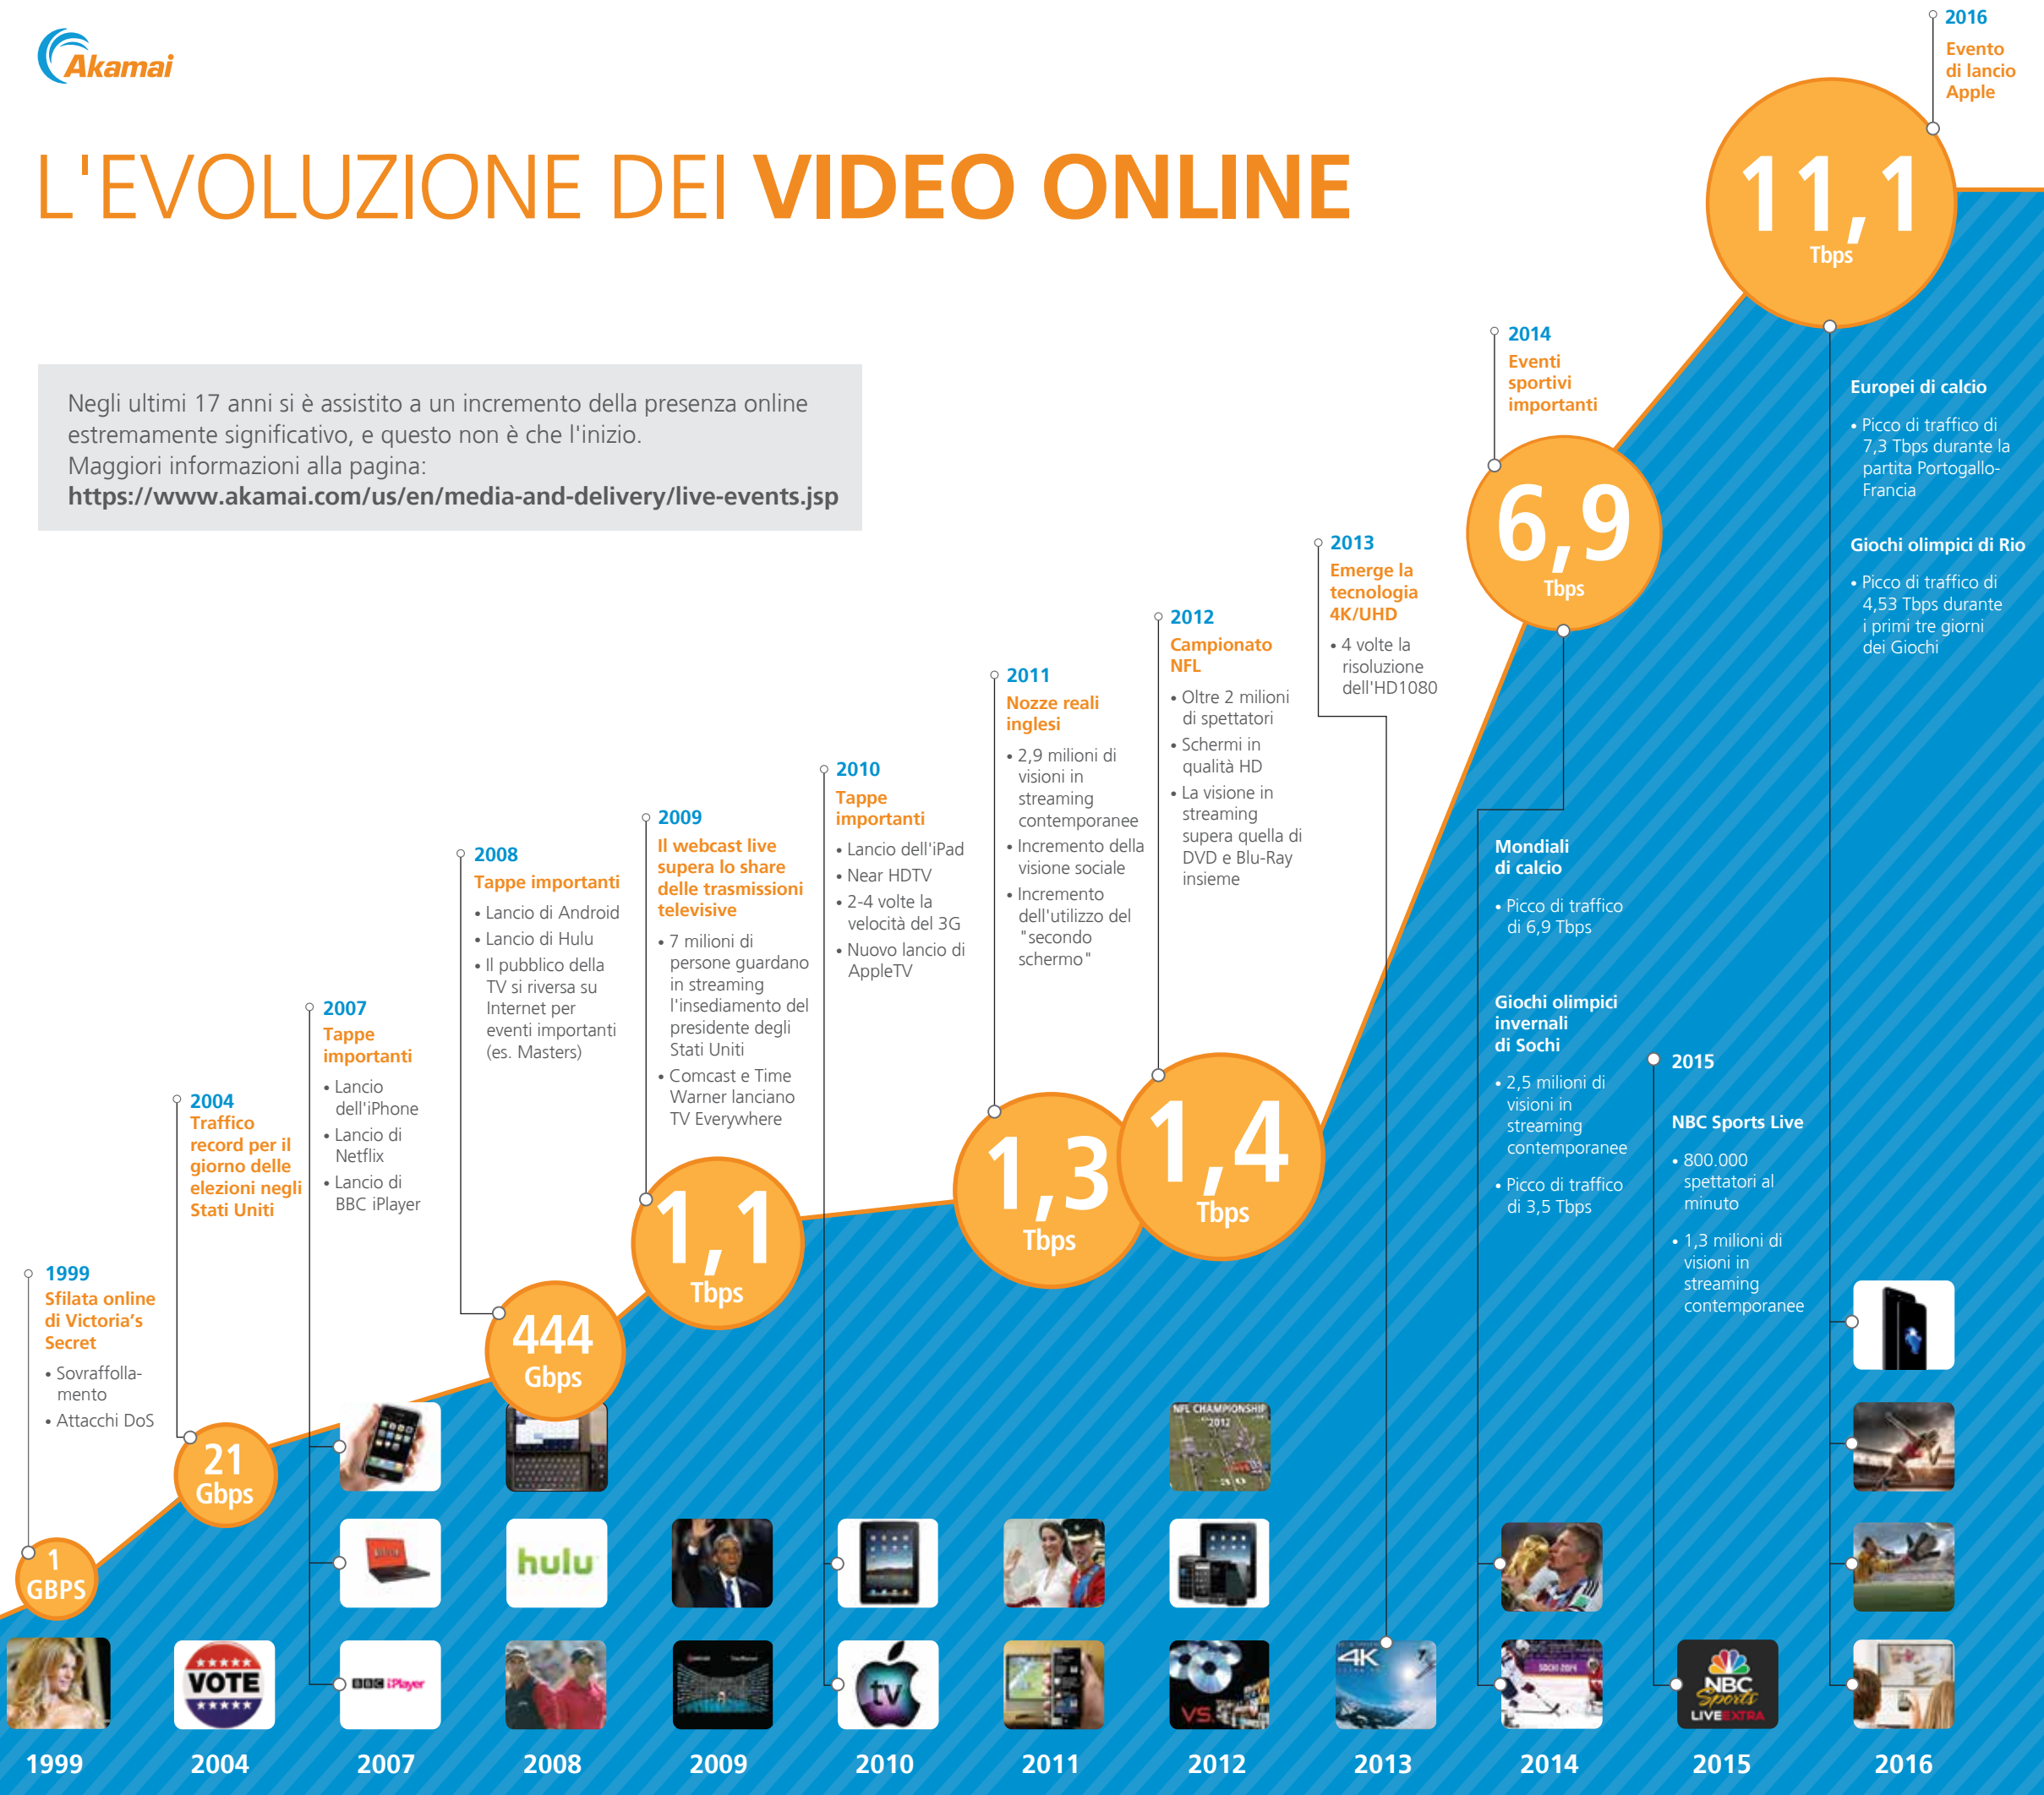 Akamai
L'EVOLUZIONE DEI VIDEO ONLINE
Negli ultimi 17 anni si è assistito a un incremento della presenza online
estremamente significativo, e questo non è che l'inizio.
Maggiori informazioni alla pagina:
https://www.akamai.com/us/en/media-and-delivery/live-events.jsp
1999
Sfilata online
di Victoria's
Secret
• Sovraffolla-
mento
• Attacchi DoS
1
GBPS
2004
Traffico
record per il
giorno delle
elezioni negli
Stati Uniti
21
Gbps
2007
Tappe
importanti
• Lancio
dell'iPhone
• Lancio di
Netflix
• Lancio di
BBC iPlayer
2008
Tappe importanti
• Lancio di Android
• Lancio di Hulu
• Il pubblico della
TV si riversa su
Internet per
eventi importanti
(es. Masters)
444
Gbps
2009
Il webcast live
supera lo share
delle trasmissioni
televisive
• 7 milioni di
persone guardano
in streaming
l'insediamento del
presidente degli
Stati Uniti
• Comcast e Time
Warner lanciano
TV Everywhere
1,1
Tbps
2010
Tappe
importanti
• Lancio dell'iPad
• Near HDTV
• 2-4 volte la
velocità del 3G
• Nuovo lancio di
AppleTV
2011
Nozze reali
inglesi
• 2,9 milioni di
visioni in
streaming
contemporanee
• Incremento della
visione sociale
• Incremento
dell'utilizzo del
"secondo
schermo"
1,3
Tbps
2012
Campionato
NFL
• Oltre 2 milioni
di spettatori
• Schermi in
qualità HD
• La visione in
streaming
supera quella di
DVD e Blu-Ray
insieme
1,4
Tbps
2013
Emerge la
tecnologia
4K/UHD
• 4 volte la
risoluzione
dell'HD1080
2014
Eventi
sportivi
importanti
6,9
Tbps
Mondiali
di calcio
• Picco di traffico
di 6,9 Tbps
Giochi olimpici
invernali
di Sochi
• 2,5 milioni di
visioni in
streaming
contemporanee
• Picco di traffico
di 3,5 Tbps
2015
NBC Sports Live
• 800.000
spettatori al
minuto
• 1,3 milioni di
visioni in
streaming
contemporanee
2016
Evento
di lancio
Apple
11,1
Tbps
Europei di calcio
• Picco di traffico di
7,3 Tbps durante la
partita Portogallo-
Francia
Giochi olimpici di Rio
• Picco di traffico di
4,53 Tbps durante
i primi tre giorni
dei Giochi
NFL CHAMPIONSHIP
2012
hulu
VOTE
BBC iPlayer
tv
VS.
4K
SOCHI 2014
NBC
Sports
LIVE EXTRA
1999
2004
2007
2008
2009
2010
2011
2012
2013
2014
2015
2016